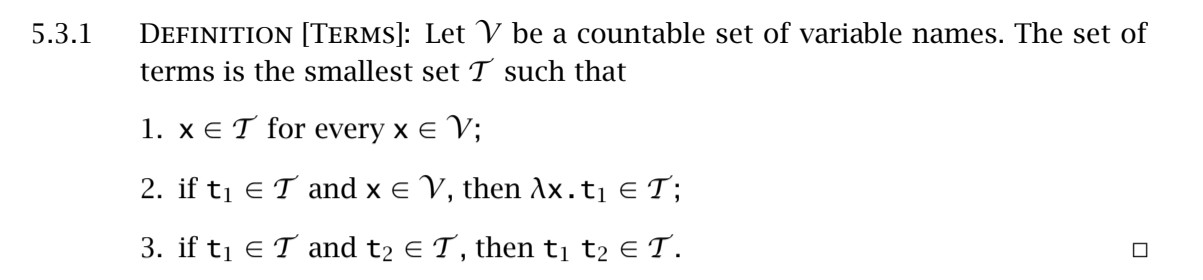 5.3.1 DEFINITION [TERMS]: Let 𝒱 be a countable set of variable names. The set of
terms is the smallest set 𝒯 such that
1. x ∈ 𝒯 for every x ∈ 𝒱;
2. if t₁ ∈ 𝒯 and x ∈ 𝒱, then λx.t₁ ∈ 𝒯;
3. if t₁ ∈ 𝒯 and t₂ ∈ 𝒯, then t₁ t₂ ∈ 𝒯. □